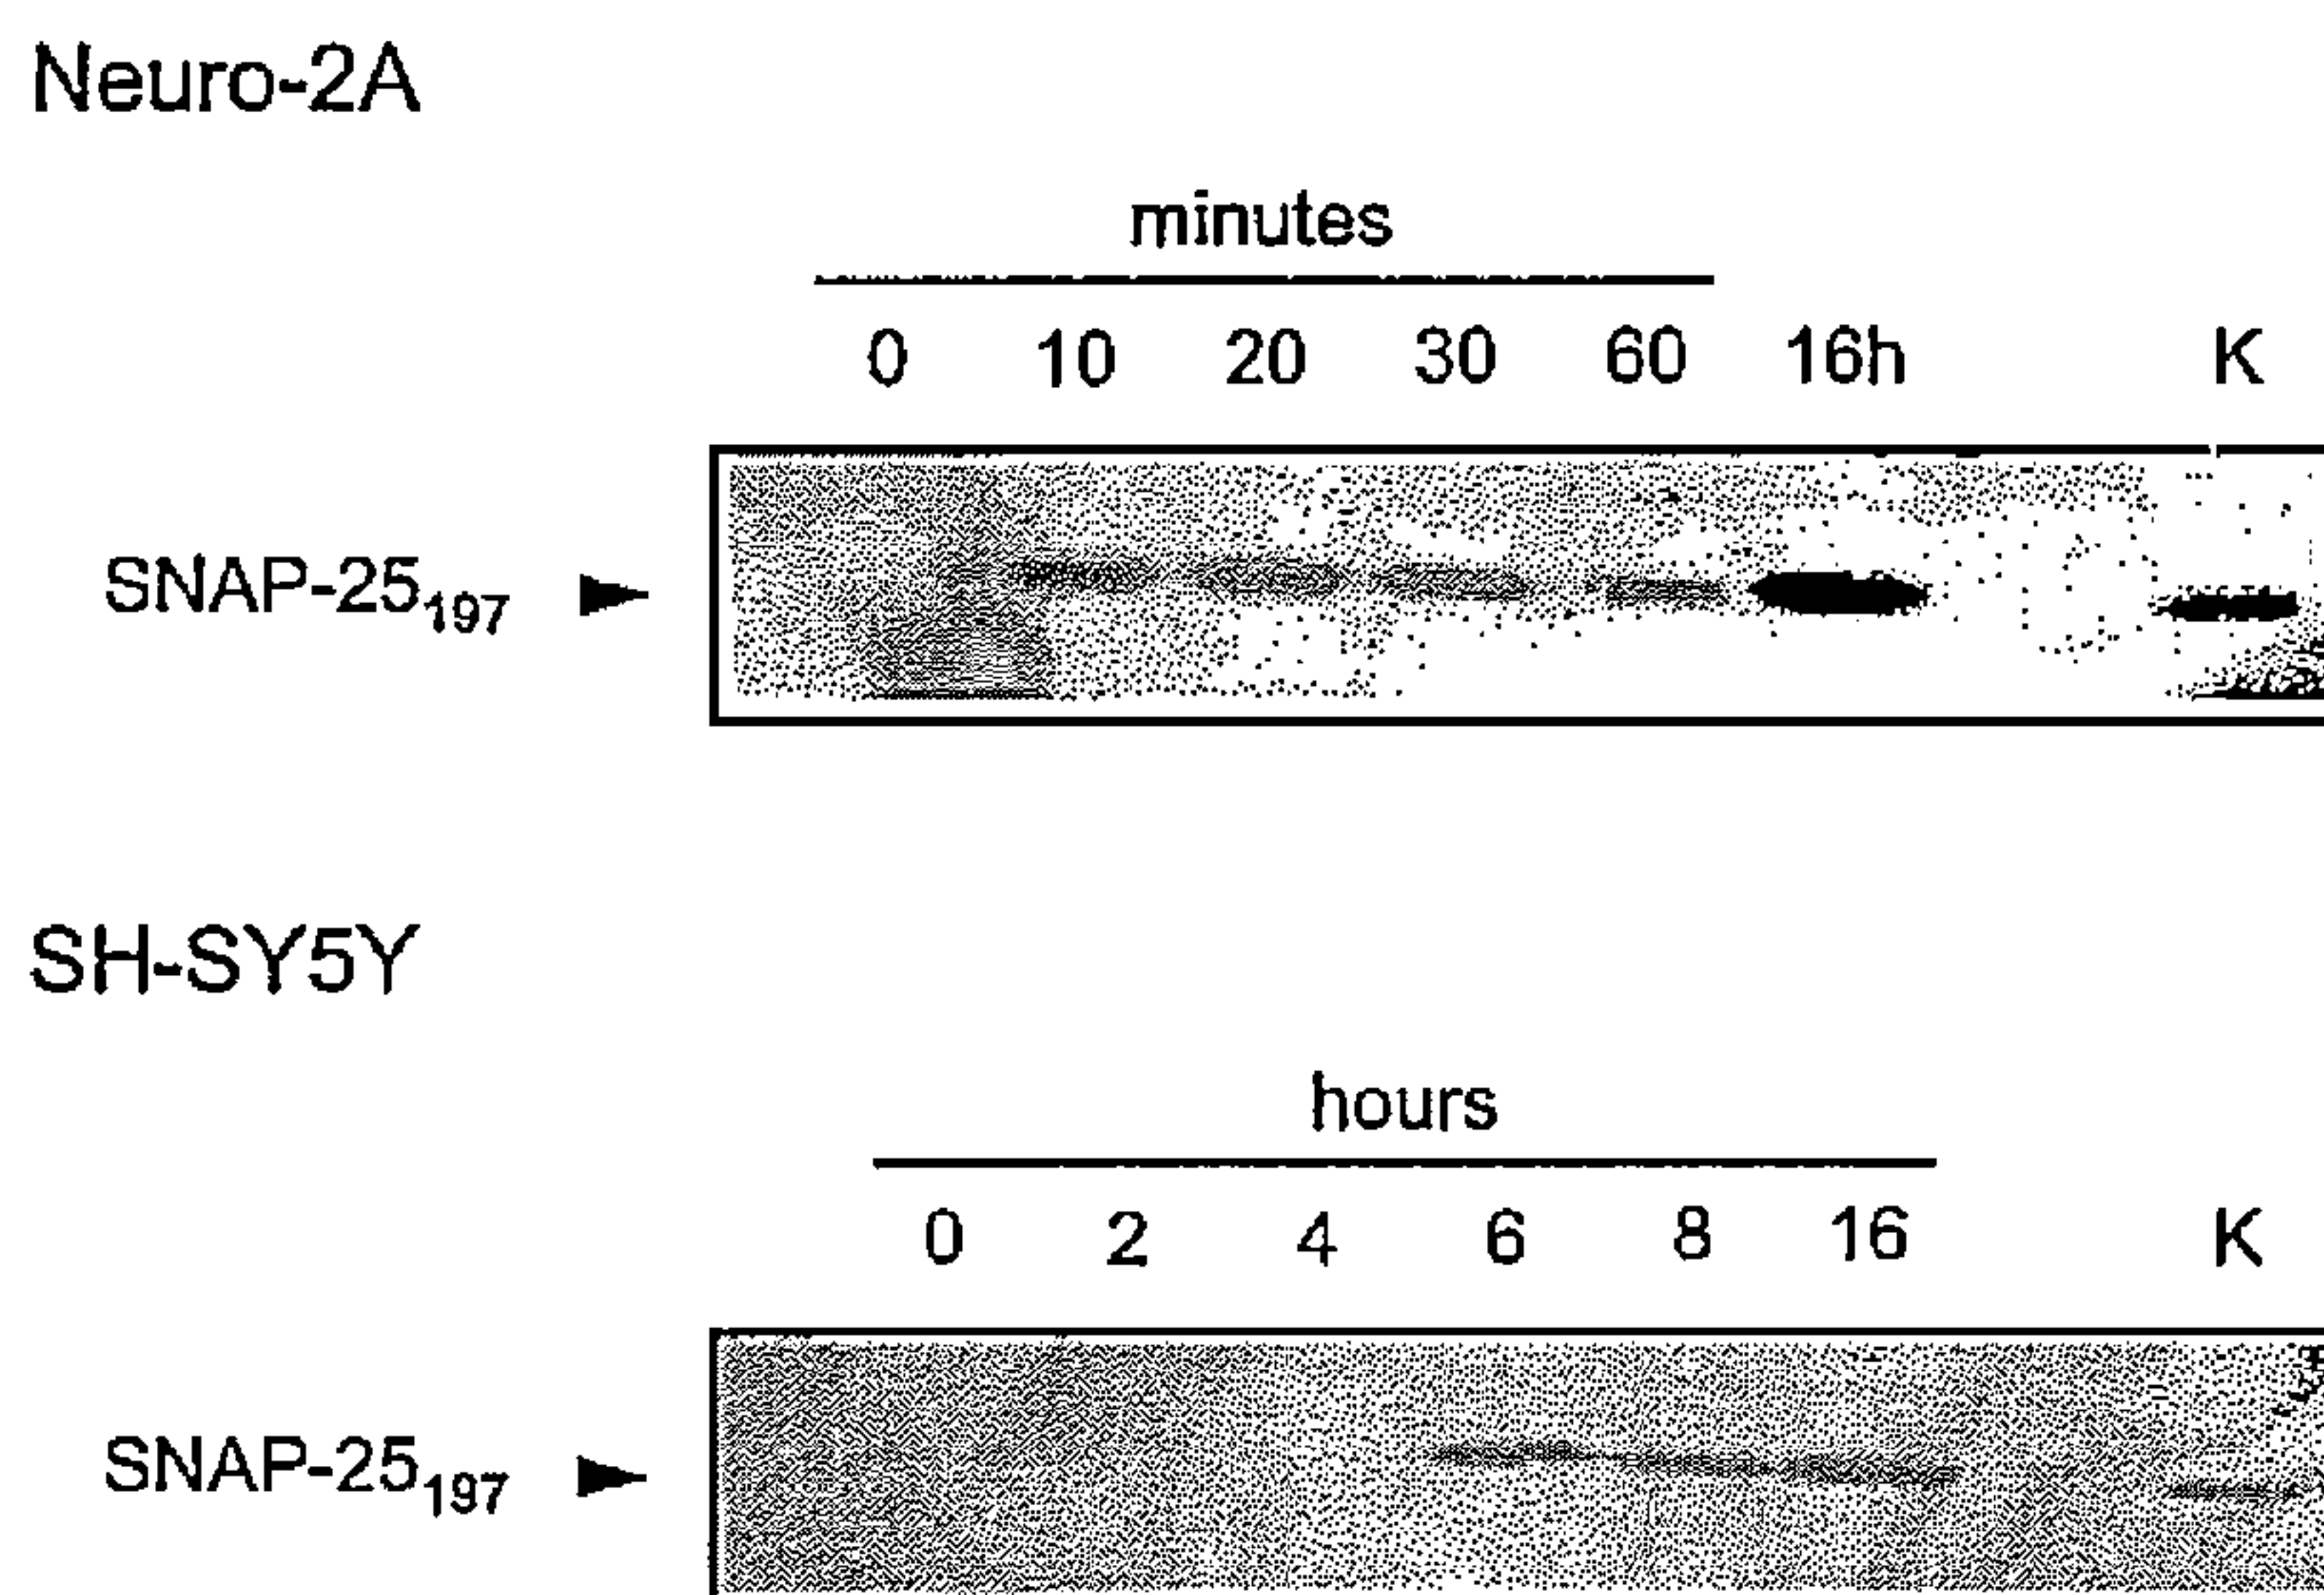 Neuro-2A
minutes
0 10 20 30 60 16h K
SNAP-25₁₉₇
SH-SY5Y
hours
0 2 4 6 8 16 K
SNAP-25₁₉₇